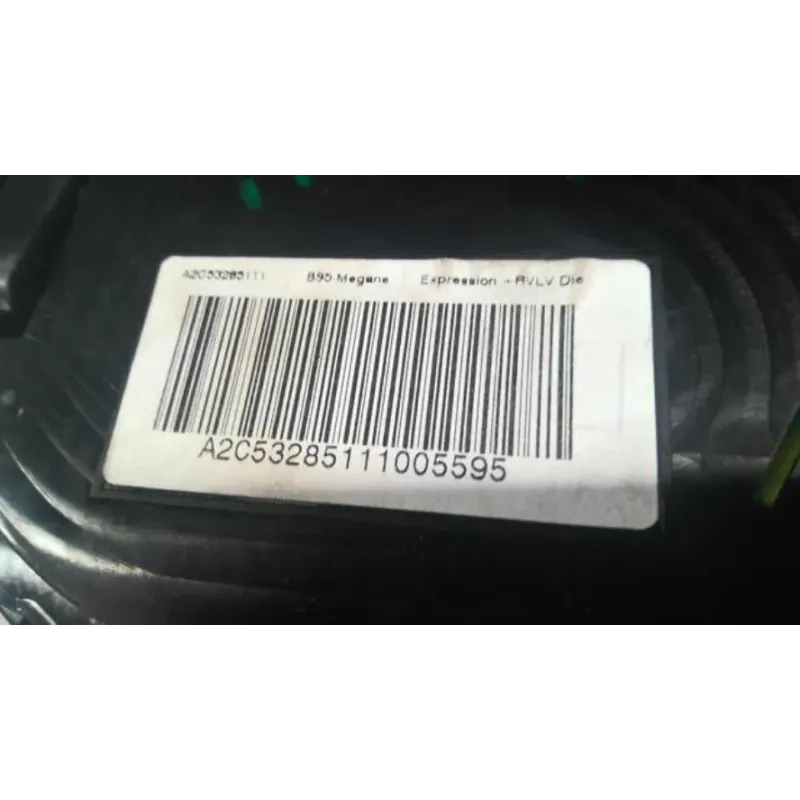 A2C53285111 B95-Megane Expression + RVLV Die
A2C53285111005595